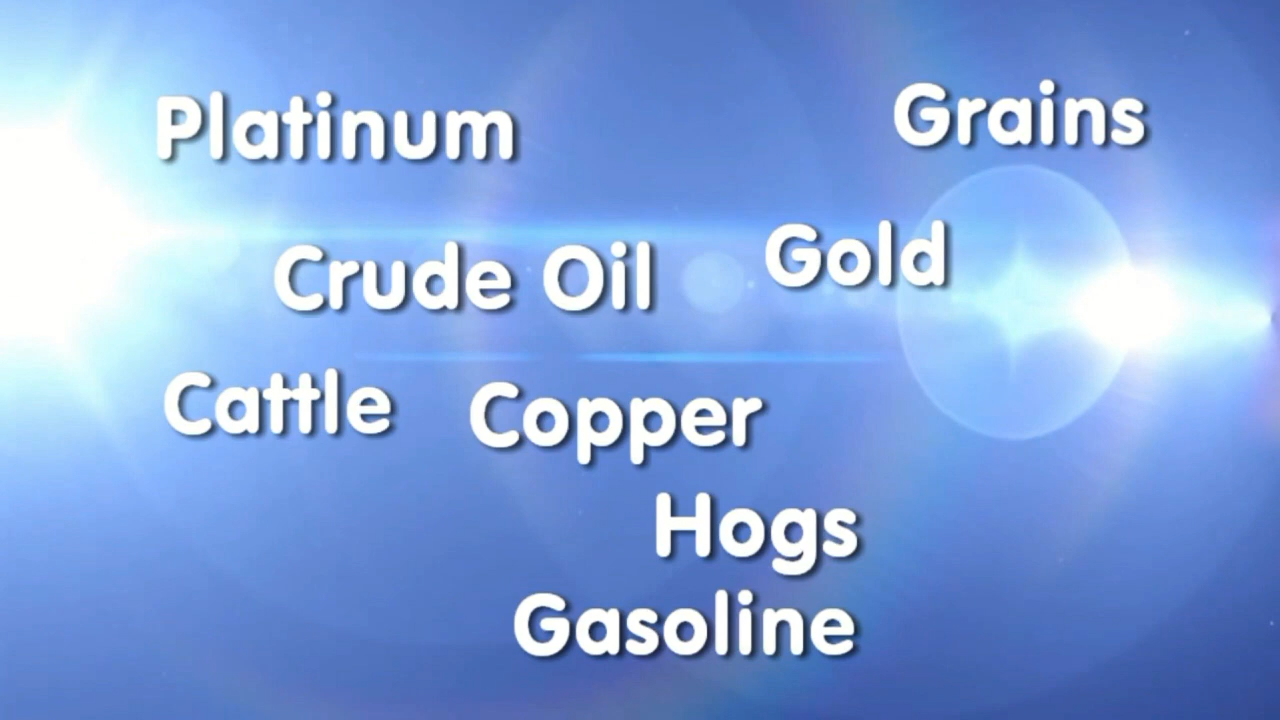 Platinum
Grains
Crude Oil
Gold
Cattle
Copper
Hogs
Gasoline